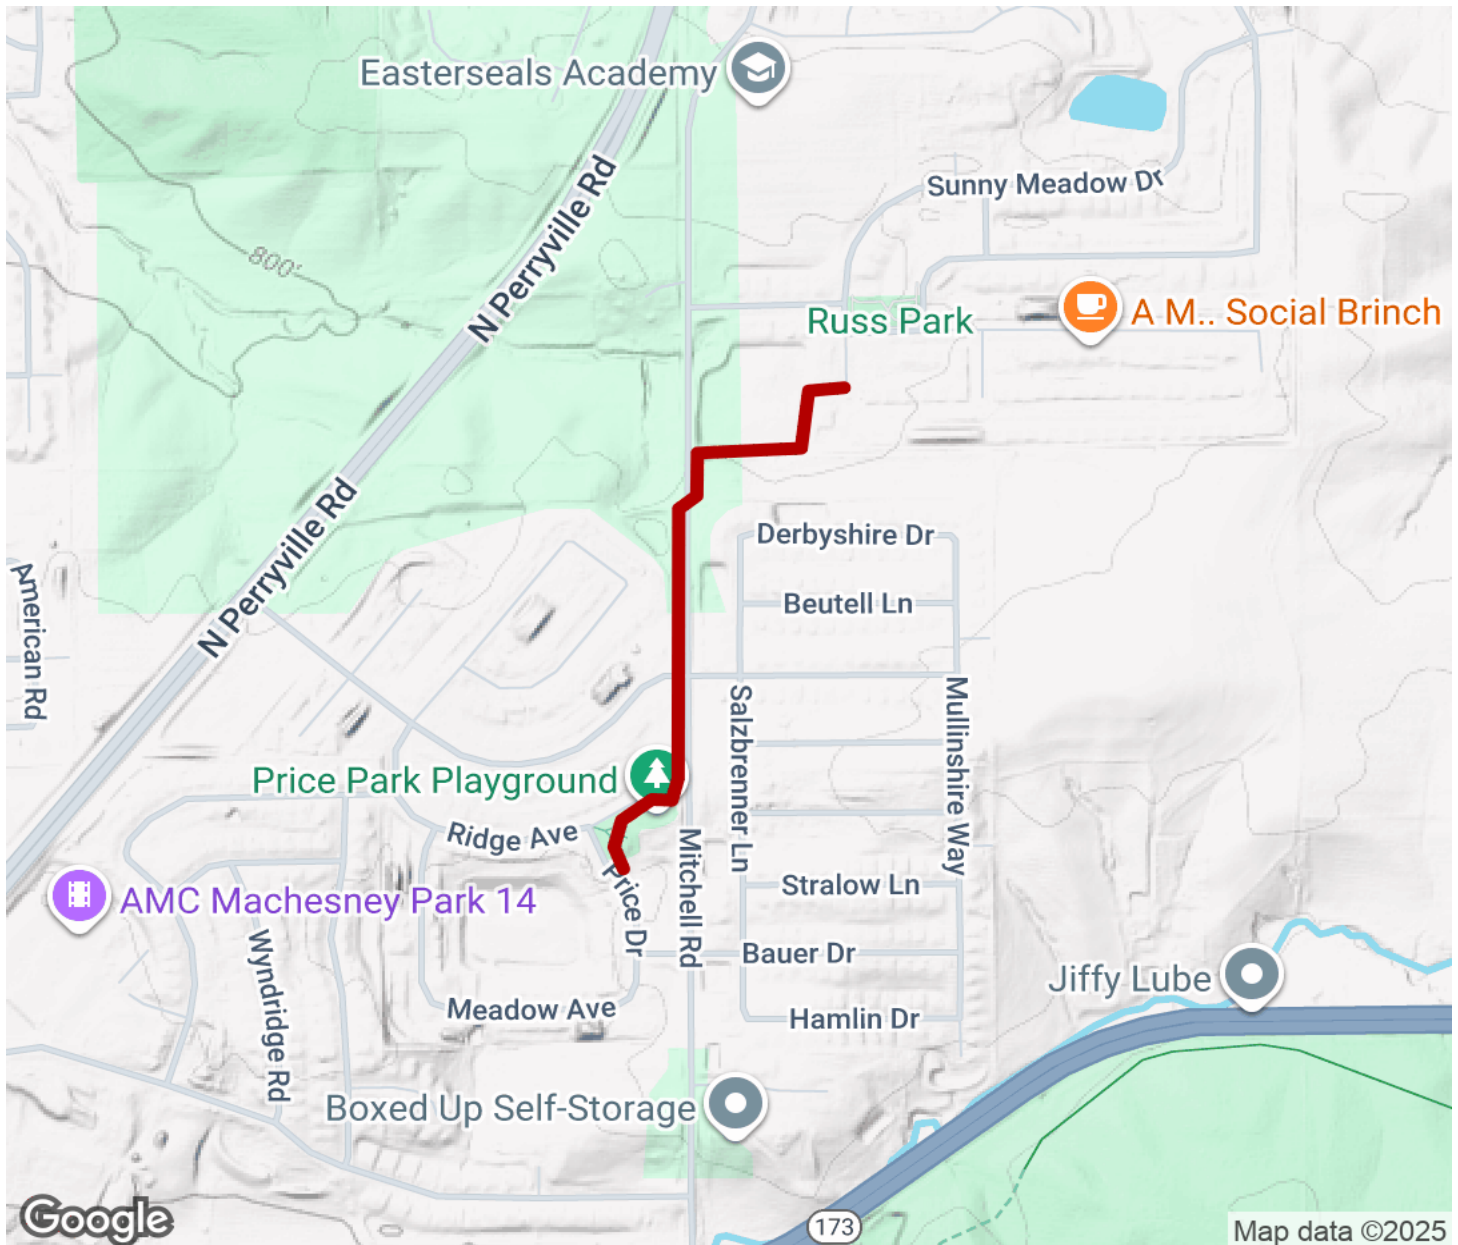 Easterseals Academy
Sunny Meadow Dr
N Perryville Rd
800'
Russ Park
A M.. Social Brinch
N Perryville Rd
American Rd
Derbyshire Dr
Beutell Ln
Salzbrenner Ln
Mullinshire Way
Price Park Playground
Ridge Ave
Price Dr
Mitchell Rd
Stralow Ln
AMC Machesney Park 14
Wyndridge Rd
Bauer Dr
Jiffy Lube
Meadow Ave
Hamlin Dr
Boxed Up Self-Storage
Google
173
Map data ©2025